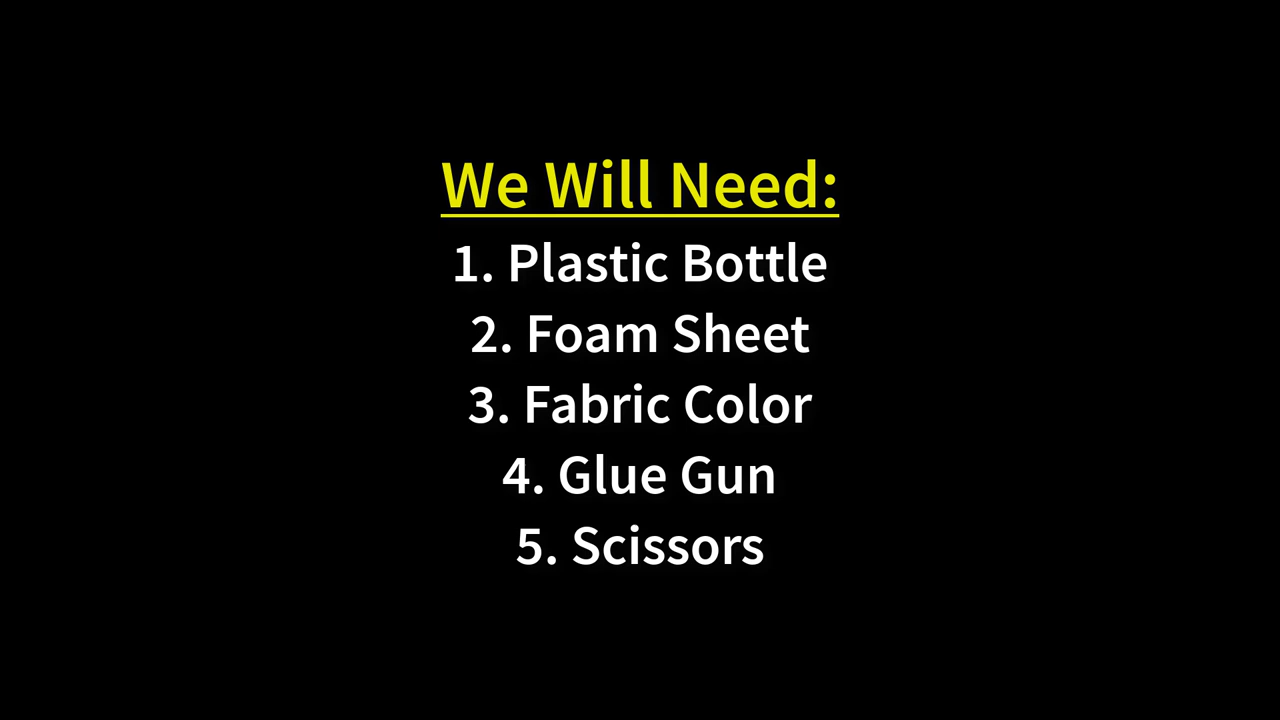 We Will Need:
1. Plastic Bottle
2. Foam Sheet
3. Fabric Color
4. Glue Gun
5. Scissors